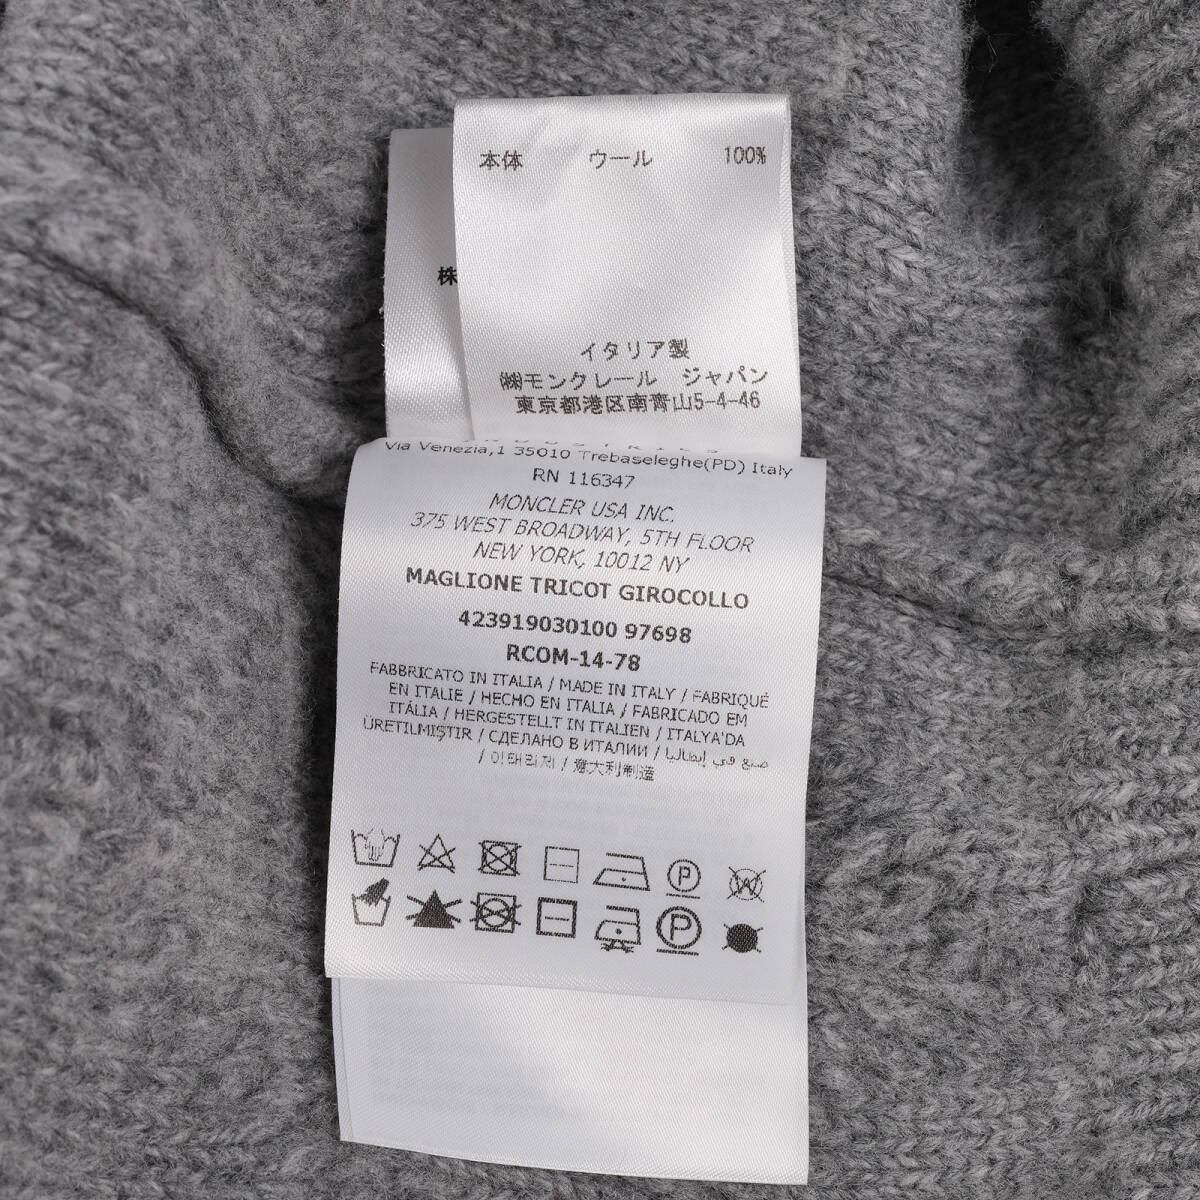 本体 ウール 100%
株
イタリア製
㈱モンクレール ジャパン
東京都港区南青山5-4-46
Via Venezia,1 35010 Trebaseleghe(PD) Italy
RN 116347
MONCLER USA INC.
375 WEST BROADWAY, 5TH FLOOR
NEW YORK, 10012 NY
MAGLIONE TRICOT GIROCOLLO
423919030100 97698
RCOM-14-78
FABBRICATO IN ITALIA / MADE IN ITALY / FABRIQUÉ
EN ITALIE / HECHO EN ITALIA / FABRICADO EM
ITÁLIA / HERGESTELLT IN ITALIEN / ITALYA'DA
ÜRETILMIŞTIR / СДЕЛАНО В ИТАЛИИ / صنع في إيطاليا
/ 이태리제 / 意大利制造
P W
P